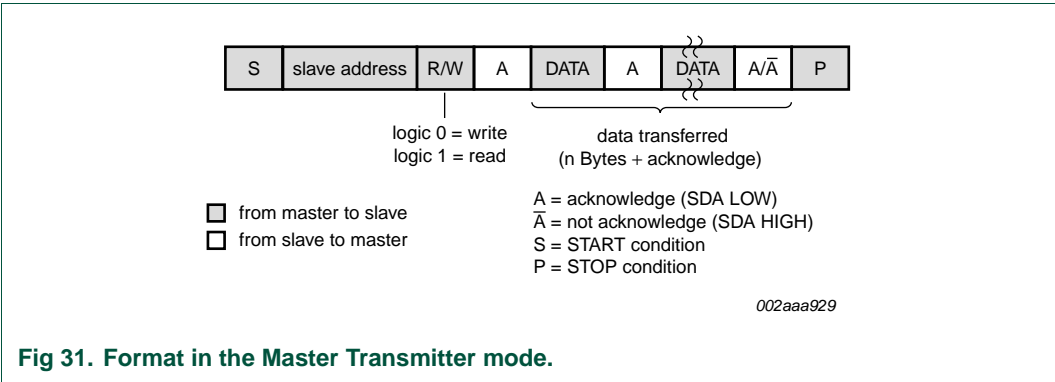 S slave address R/W A DATA A DATA A/A̅ P
logic 0 = write
logic 1 = read
data transferred
(n Bytes + acknowledge)
from master to slave
from slave to master
A = acknowledge (SDA LOW)
A̅ = not acknowledge (SDA HIGH)
S = START condition
P = STOP condition
002aaa929
Fig 31. Format in the Master Transmitter mode.